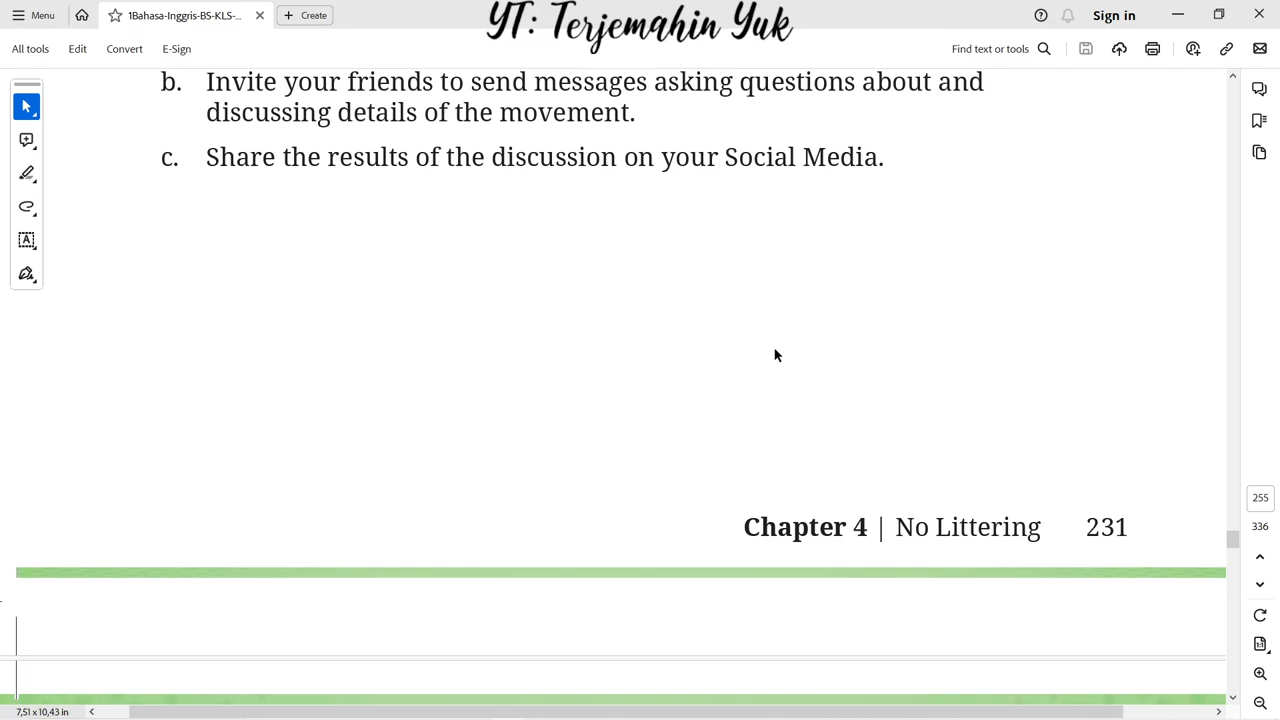 YT: Terjemahin Yuk
Menu
1Bahasa-Inggris-BS-KLS-...
Create
Sign in
All tools
Edit
Convert
E-Sign
Find text or tools
b. Invite your friends to send messages asking questions about and
discussing details of the movement.
c. Share the results of the discussion on your Social Media.
Chapter 4 | No Littering 231
255
336
7,51 x 10,43 in